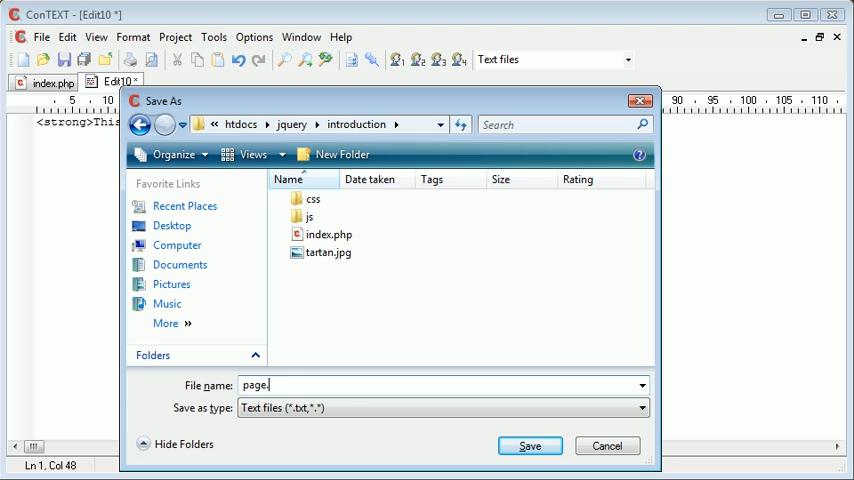 ConTEXT - [Edit10 *]
File Edit View Format Project Tools Options Window Help
Text files
index.php Edit10 *
5 10 90 95 100 105 110
<strong>This
Save As
htdocs jquery introduction Search
Organize Views New Folder
Favorite Links
Recent Places
Desktop
Computer
Documents
Pictures
Music
More »
Folders
Name Date taken Tags Size Rating
css
js
index.php
tartan.jpg
File name: page.
Save as type: Text files (*.txt,*.*)
Hide Folders Save Cancel
Ln 1, Col 48